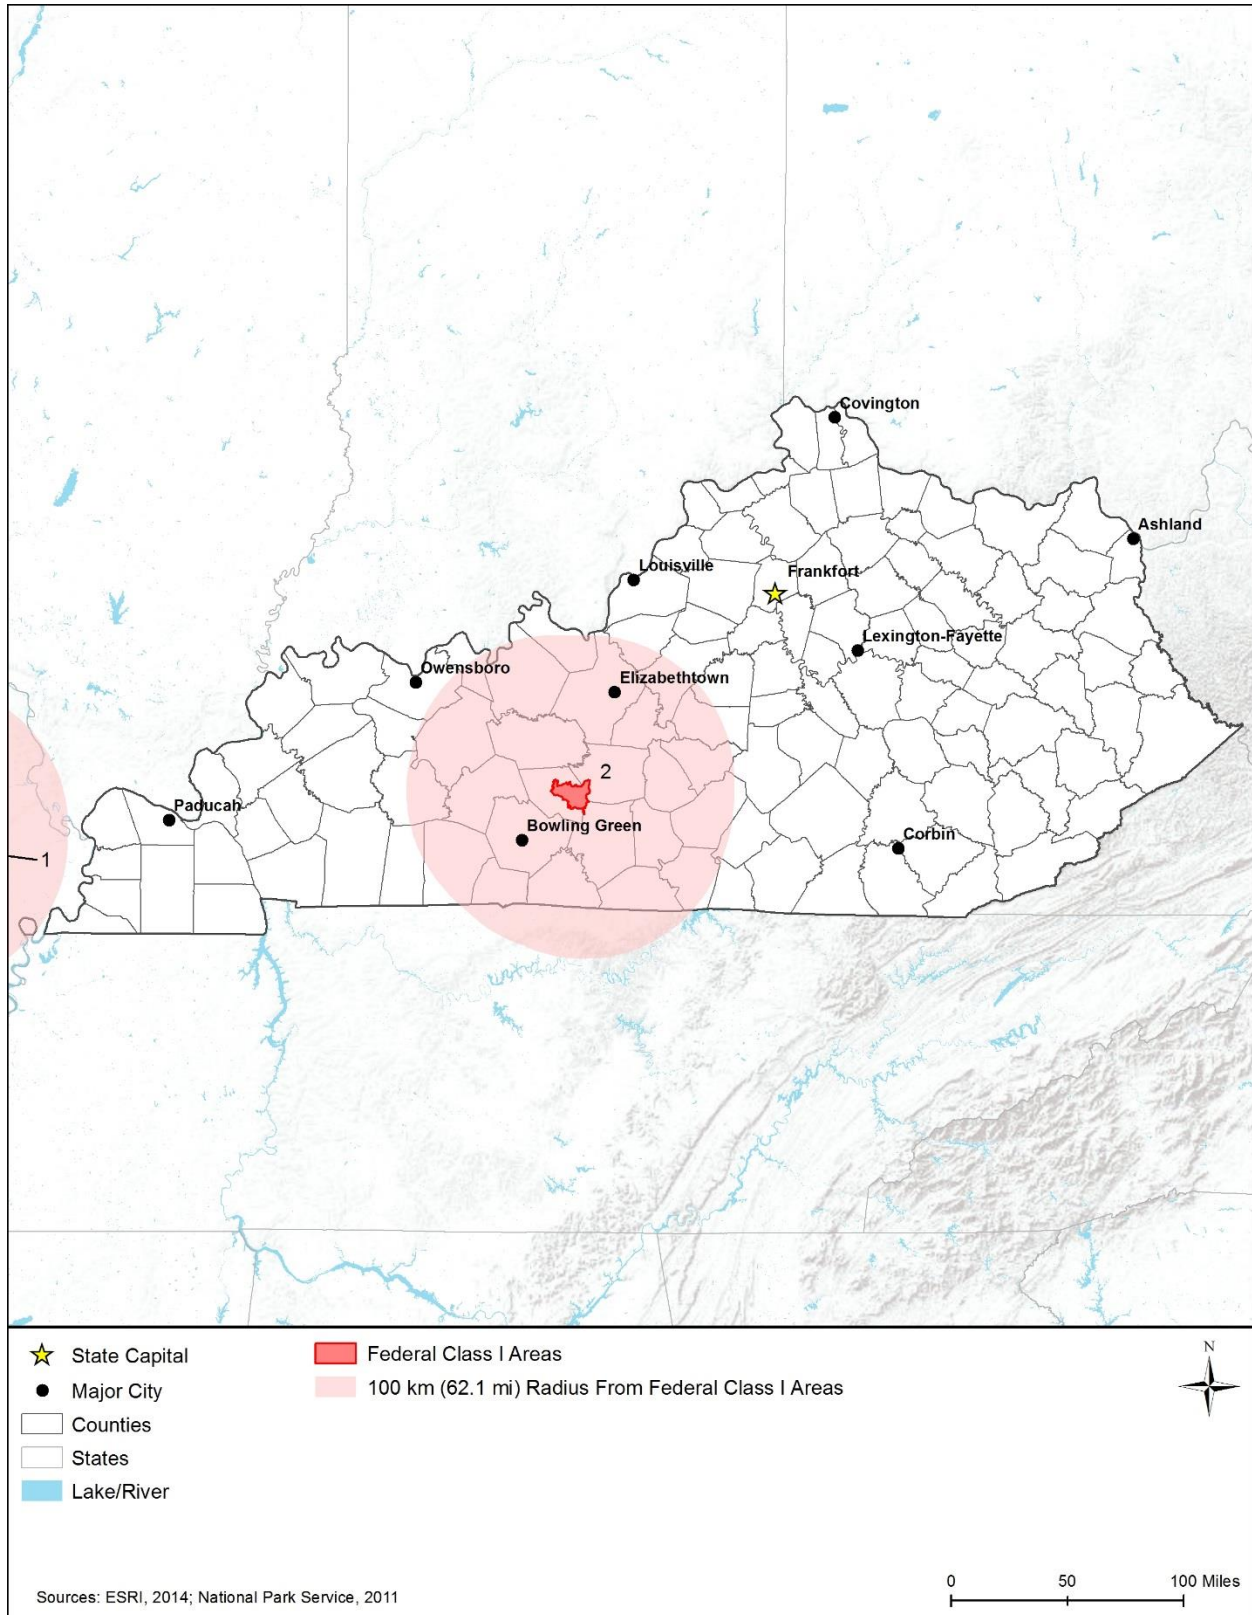 Covington
Ashland
Louisville
Frankfort
Lexington-Fayette
Owensboro
Elizabethtown
2
Paducah
Bowling Green
Corbin
1
State Capital
Major City
Counties
States
Lake/River
Federal Class I Areas
100 km (62.1 mi) Radius From Federal Class I Areas
N
Sources: ESRI, 2014; National Park Service, 2011
0 50 100 Miles